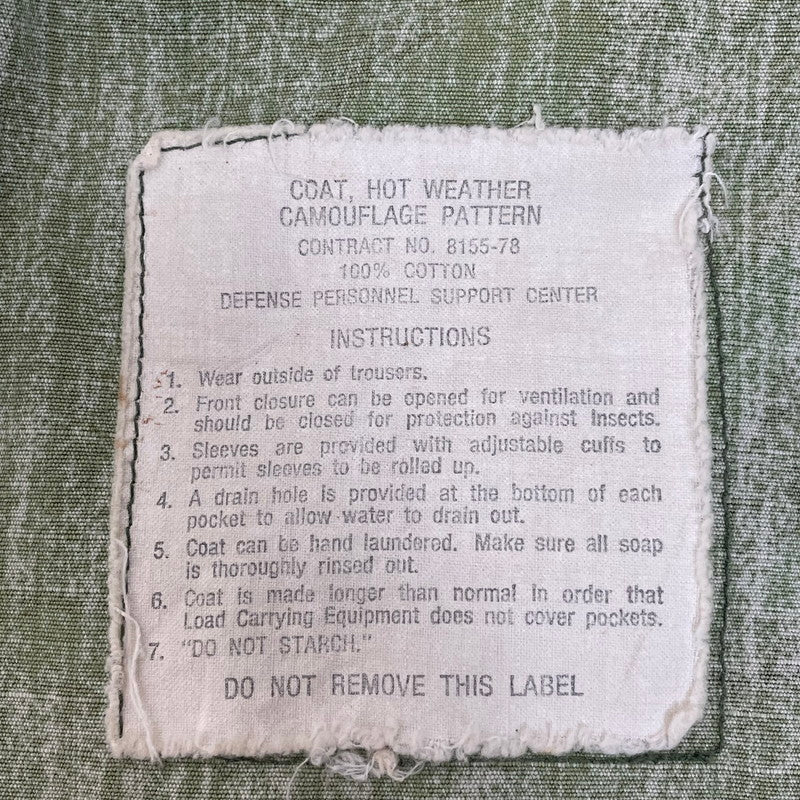 COAT, HOT WEATHER
CAMOUFLAGE PATTERN
CONTRACT NO. 8155-78
100% COTTON
DEFENSE PERSONNEL SUPPORT CENTER
INSTRUCTIONS
1. Wear outside of trousers.
2. Front closure can be opened for ventilation and
should be closed for protection against insects.
3. Sleeves are provided with adjustable cuffs to
permit sleeves to be rolled up.
4. A drain hole is provided at the bottom of each
pocket to allow water to drain out.
5. Coat can be hand laundered. Make sure all soap
is thoroughly rinsed out.
6. Coat is made longer than normal in order that
Load Carrying Equipment does not cover pockets.
7. "DO NOT STARCH."
DO NOT REMOVE THIS LABEL